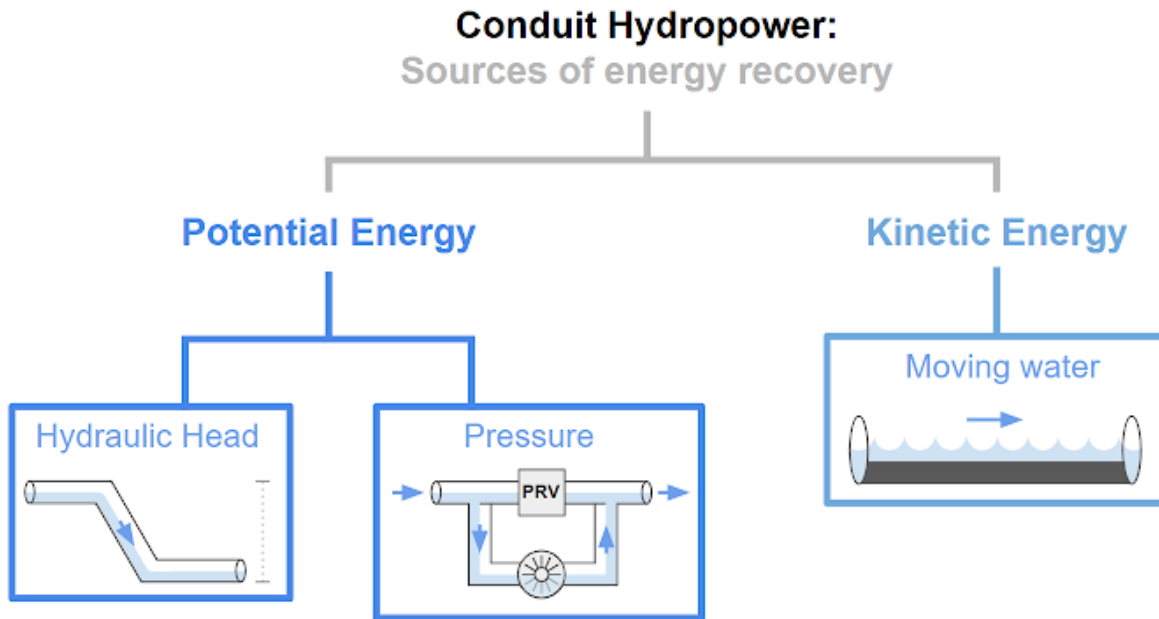 Conduit Hydropower:
Sources of energy recovery
Potential Energy
Kinetic Energy
Hydraulic Head
Pressure
Moving water
PRV